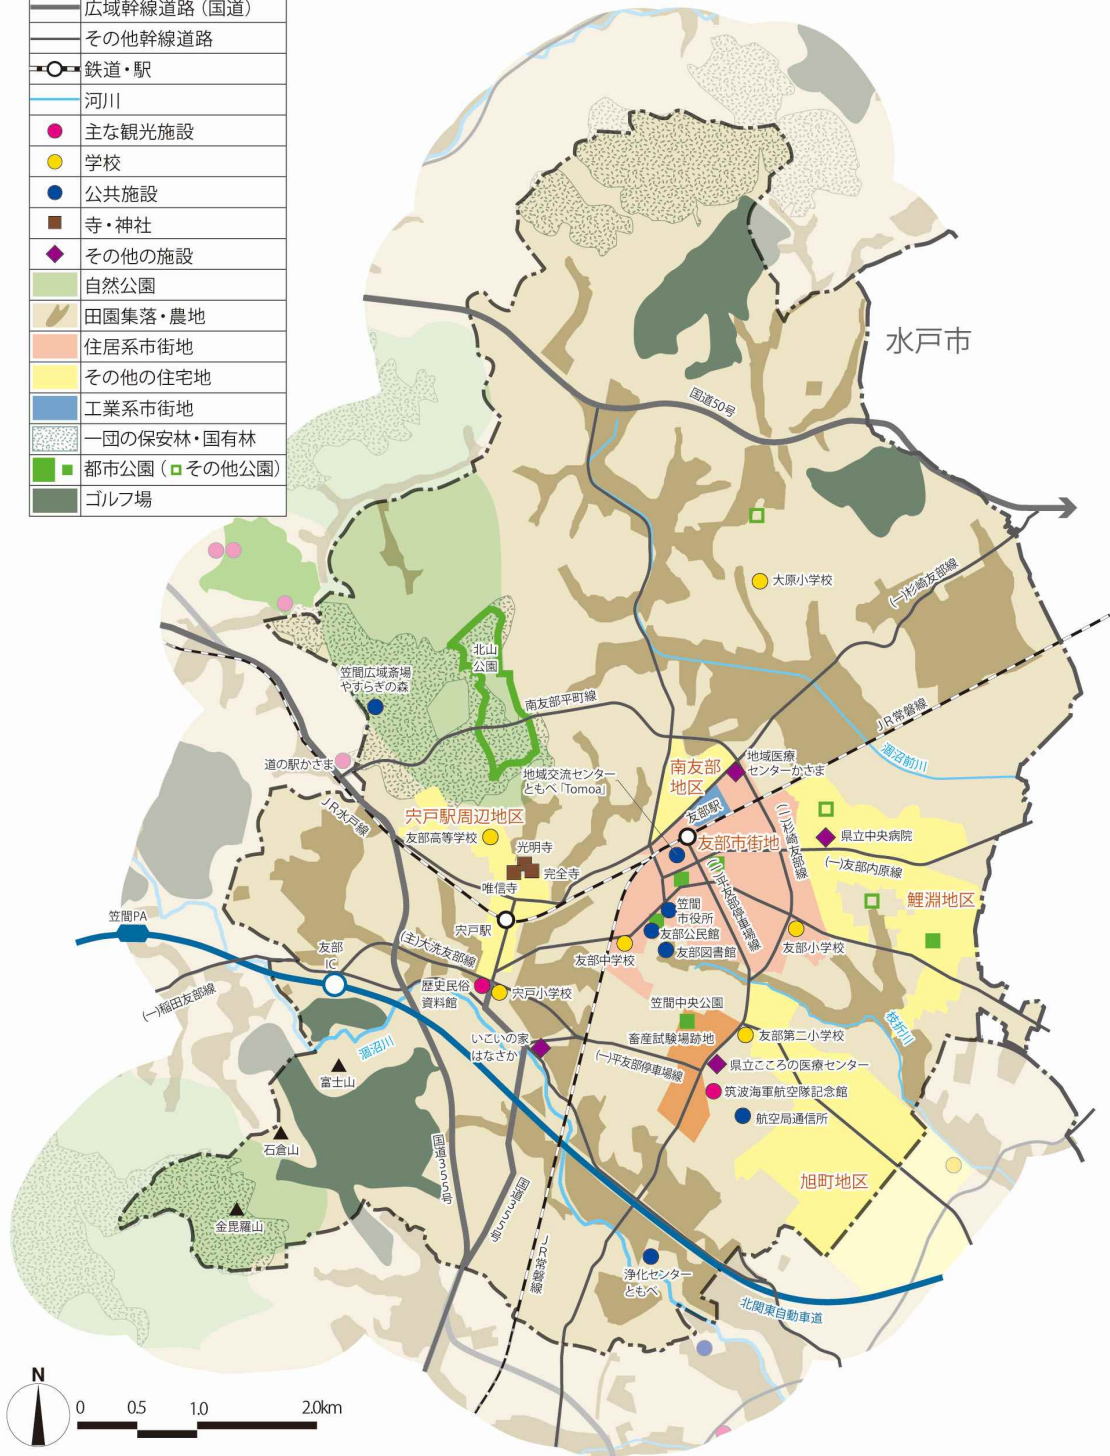 広域幹線道路（国道）
その他幹線道路
鉄道・駅
河川
主な観光施設
学校
公共施設
寺・神社
その他の施設
自然公園
田園集落・農地
住居系市街地
その他の住宅地
工業系市街地
一団の保安林・国有林
都市公園（ その他公園）
ゴルフ場
水戸市
国道50号
大原小学校
(一)杉崎友部線
北山
公園
笠間広域斎場
やすらぎの森
南友部平町線
JR常磐線
涸沼前川
道の駅かさま
地域交流センター
ともべ「Tomoa」
南友部
地区
地域医療
センターかさま
JR水戸線
宍戸駅周辺地区
友部駅
友部高等学校
光明寺
友部市街地
(二)杉崎友部線
県立中央病院
(一)友部内原線
完全寺
唯信寺
(二)平友部停車場線
鯉淵地区
笠間
市役所
笠間PA
宍戸駅
友部公民館
友部小学校
友部
IC
(主)大洗友部線
友部中学校
友部図書館
(一)稲田友部線
歴史民俗
資料館
宍戸小学校
笠間中央公園
枝折川
涸沼川
いこいの家
はなさか
畜産試験場跡地
友部第二小学校
(一)平友部停車場線
県立こころの医療センター
富士山
筑波海軍航空隊記念館
航空局通信所
石倉山
国道355号
国道355号
旭町地区
金毘羅山
JR常磐線
浄化センター
ともべ
北関東自動車道
N
0 0.5 1.0 2.0km